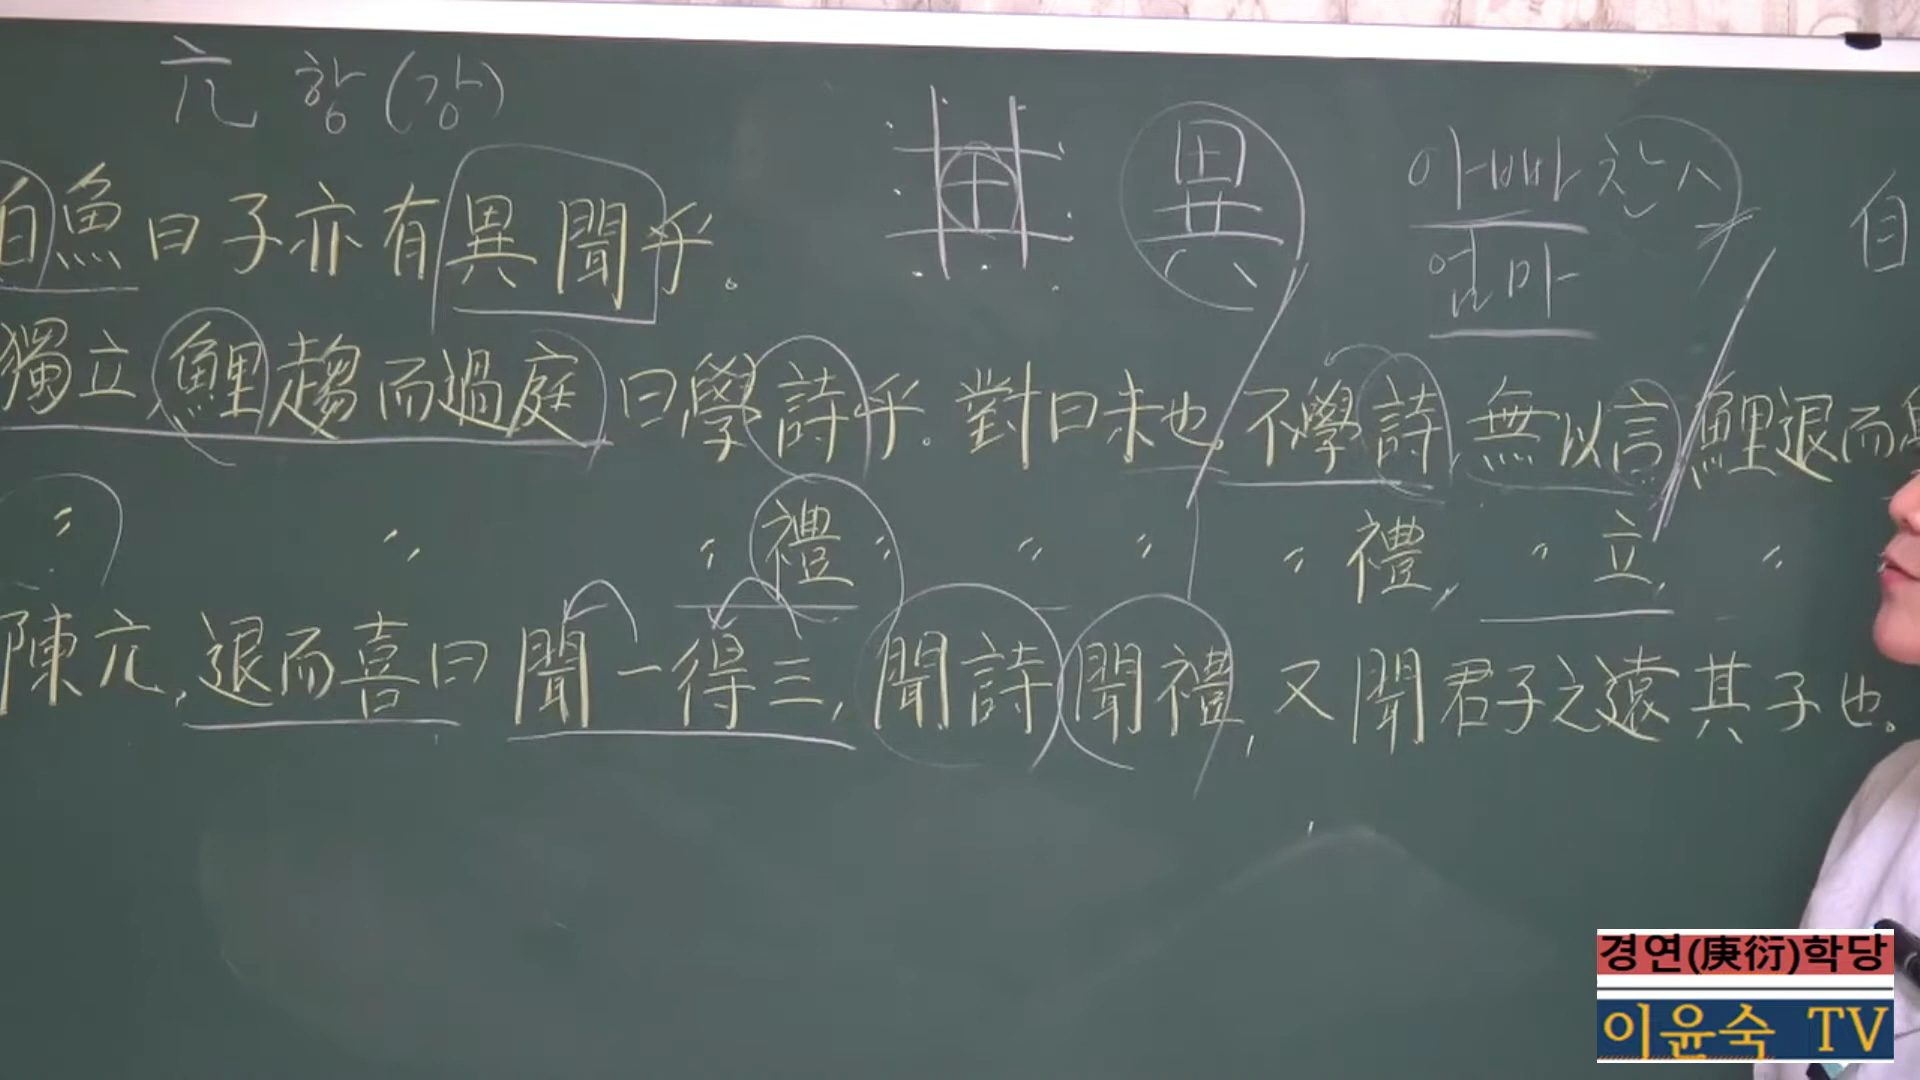 亢 항(강)
異 아빠 찬스
엄마
白魚曰子亦有異聞乎。 自
獨立,鯉趨而過庭曰,學詩乎。對曰未也。不學詩,無以言 鯉退而學
〃 〃 〃 禮 〃 〃 〃 〃 禮, 〃 立, 〃
陳亢,退而喜曰 聞一得三, 聞詩聞禮, 又聞君子之遠其子也。
경연(庚衍)학당
이윤숙 TV